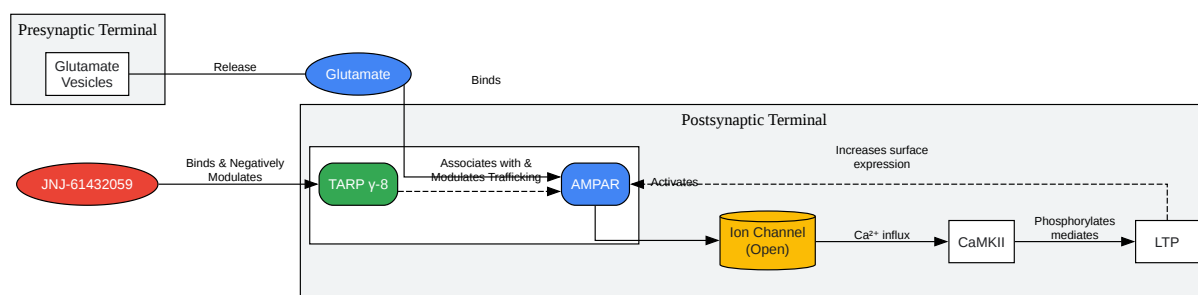 Presynaptic Terminal
Glutamate
Vesicles
Release
Glutamate
Binds
Postsynaptic Terminal
JNJ-61432059
Binds & Negatively
Modulates
TARP γ-8
Associates with &
Modulates Trafficking
AMPAR
Activates
Increases surface
expression
Ion Channel
(Open)
Ca²⁺ influx
CaMKII
Phosphorylates
mediates
LTP